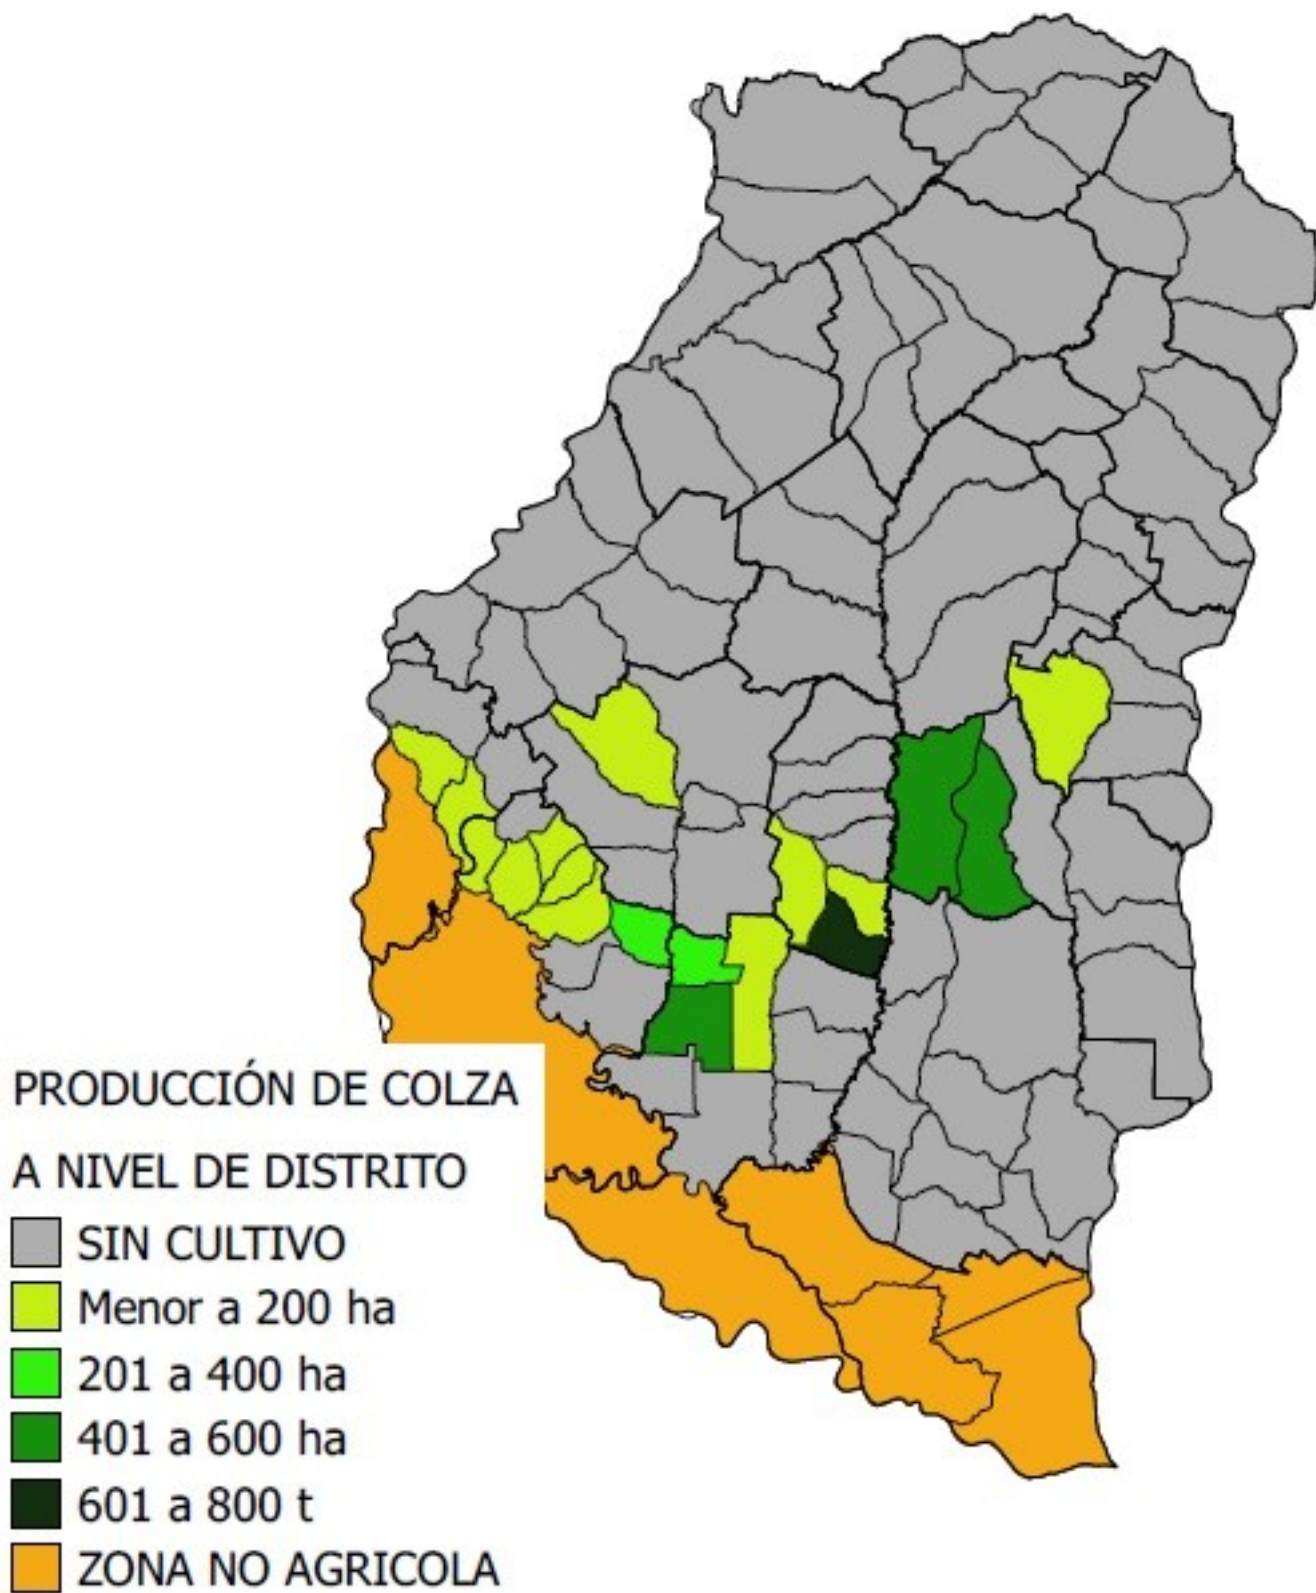 PRODUCCIÓN DE COLZA
A NIVEL DE DISTRITO
SIN CULTIVO
Menor a 200 ha
201 a 400 ha
401 a 600 ha
601 a 800 t
ZONA NO AGRICOLA